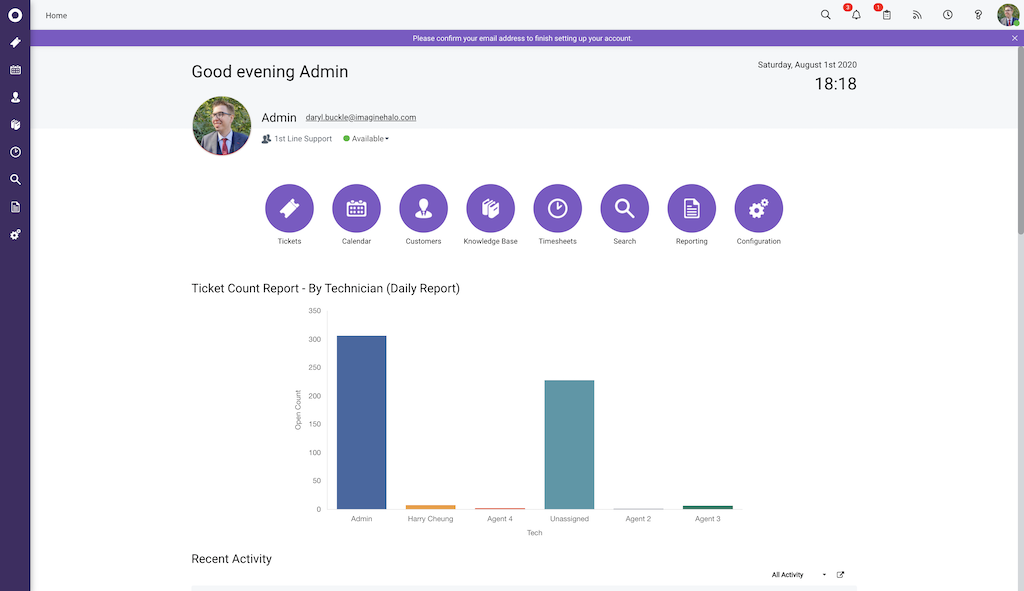 Home
3
1
Please confirm your email address to finish setting up your account.
Good evening Admin
Saturday, August 1st 2020
18:18
Admin daryl.buckle@imaginehalo.com
1st Line Support Available
Tickets Calendar Customers Knowledge Base Timesheets Search Reporting Configuration
Ticket Count Report - By Technician (Daily Report)
350
300
250
200
150
100
50
0
Open Count
Admin Harry Cheung Agent 4 Unassigned Agent 2 Agent 3
Tech
Recent Activity
All Activity